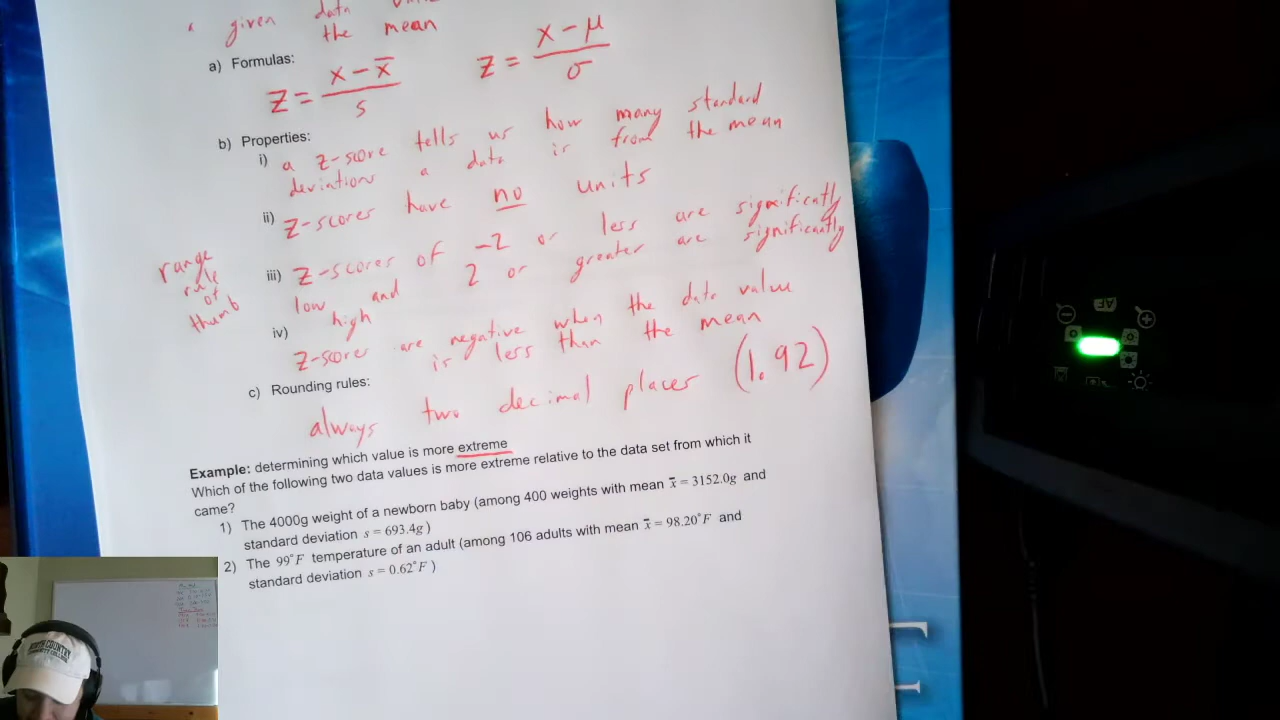 given data
the mean
a) Formulas:
z = (x - x̄) / s
z = (x - μ) / σ
b) Properties:
i) a z-score tells us how many standard
deviations a data is from the mean
ii) z-scores have no units
range
rule
of
thumb
iii) z-scores of -2 or less are significantly
low and 2 or greater are significantly
high
iv) z-scores are negative when the data value
is less than the mean
c) Rounding rules:
always two decimal places (1.92)
Example: determining which value is more extreme
Which of the following two data values is more extreme relative to the data set from which it
came?
1) The 4000g weight of a newborn baby (among 400 weights with mean x̄ = 3152.0g and
standard deviation s = 693.4g )
2) The 99°F temperature of an adult (among 106 adults with mean x̄ = 98.20°F and
standard deviation s = 0.62°F )
NORTH COUNTRY
AF